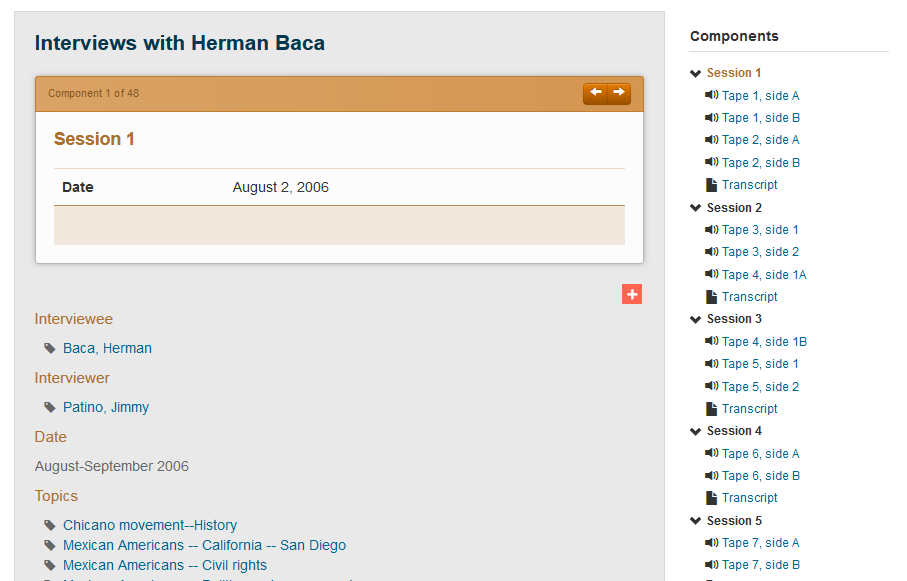 Interviews with Herman Baca
Component 1 of 48
Session 1
Date August 2, 2006
Interviewee
Baca, Herman
Interviewer
Patino, Jimmy
Date
August-September 2006
Topics
Chicano movement--History
Mexican Americans -- California -- San Diego
Mexican Americans -- Civil rights
Components
Session 1
Tape 1, side A
Tape 1, side B
Tape 2, side A
Tape 2, side B
Transcript
Session 2
Tape 3, side 1
Tape 3, side 2
Tape 4, side 1A
Transcript
Session 3
Tape 4, side 1B
Tape 5, side 1
Tape 5, side 2
Transcript
Session 4
Tape 6, side A
Tape 6, side B
Transcript
Session 5
Tape 7, side A
Tape 7, side B